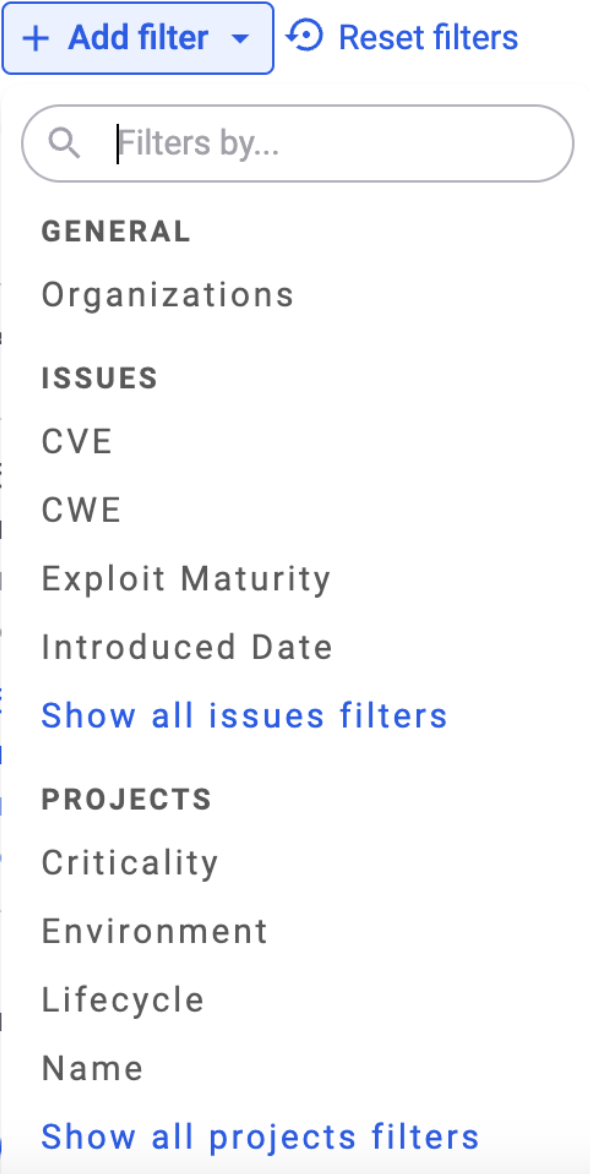 + Add filter Reset filters
Filters by...
GENERAL
Organizations
ISSUES
CVE
CWE
Exploit Maturity
Introduced Date
Show all issues filters
PROJECTS
Criticality
Environment
Lifecycle
Name
Show all projects filters